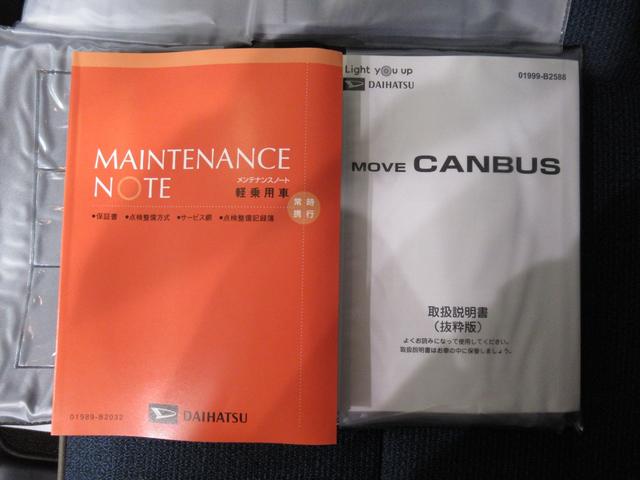 MAINTENANCE
NOTE
メンテナンスノート
軽乗用車
常時
携行
•保証書 •点検整備方式 •サービス網 •点検整備記録簿
01989-B2032
DAIHATSU
Light you up
DAIHATSU
01999-B2588
MOVE CANBUS
取扱説明書
（抜粋版）
よくお読みになって使用してください。
取扱説明書はお車の中に保管しましょう。